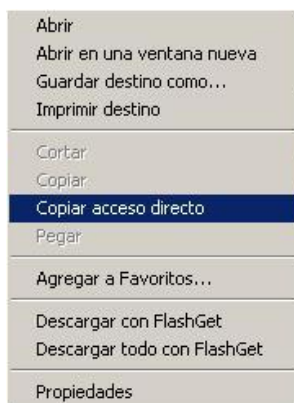 Abrir
Abrir en una ventana nueva
Guardar destino como...
Imprimir destino
Cortar
Copiar
Copiar acceso directo
Pegar
Agregar a Favoritos...
Descargar con FlashGet
Descargar todo con FlashGet
Propiedades